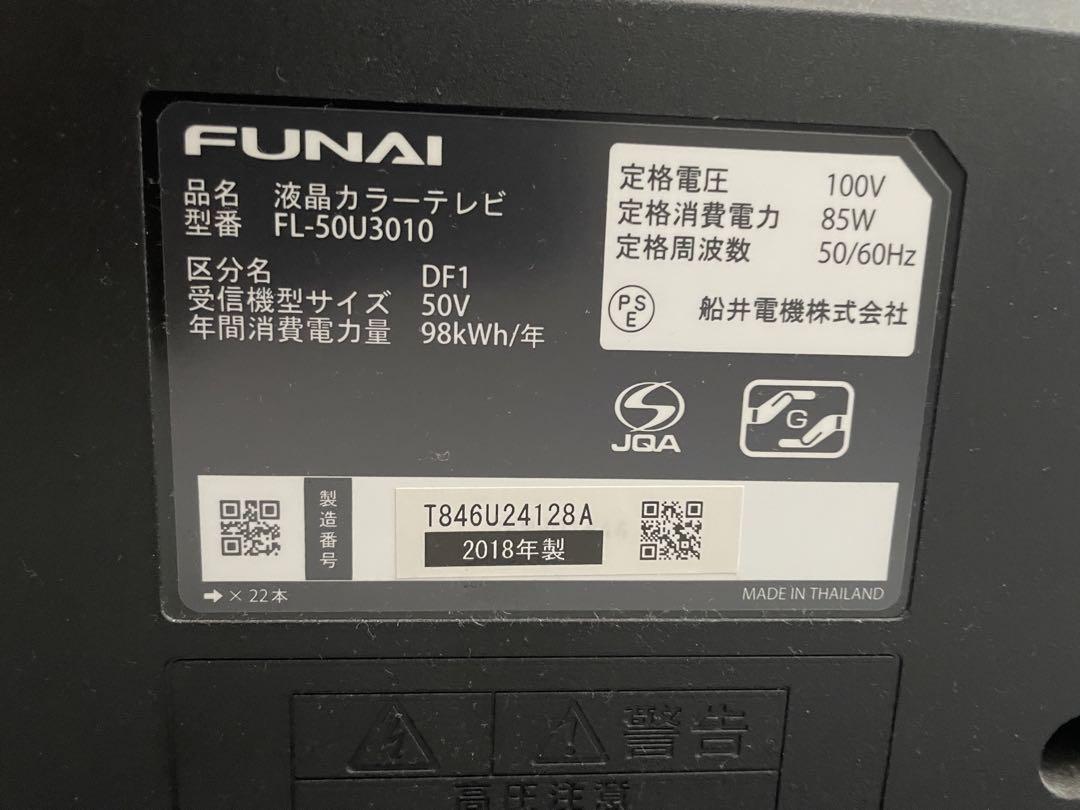 FUNAI
品名 液晶カラーテレビ
型番 FL-50U3010
区分名 DF1
受信機型サイズ 50V
年間消費電力量 98kWh/年
定格電圧 100V
定格消費電力 85W
定格周波数 50/60Hz
PSE 船井電機株式会社
JQA
G
製造番号
T846U24128A
2018年製
➡ × 22本
MADE IN THAILAND
警告
高圧注意